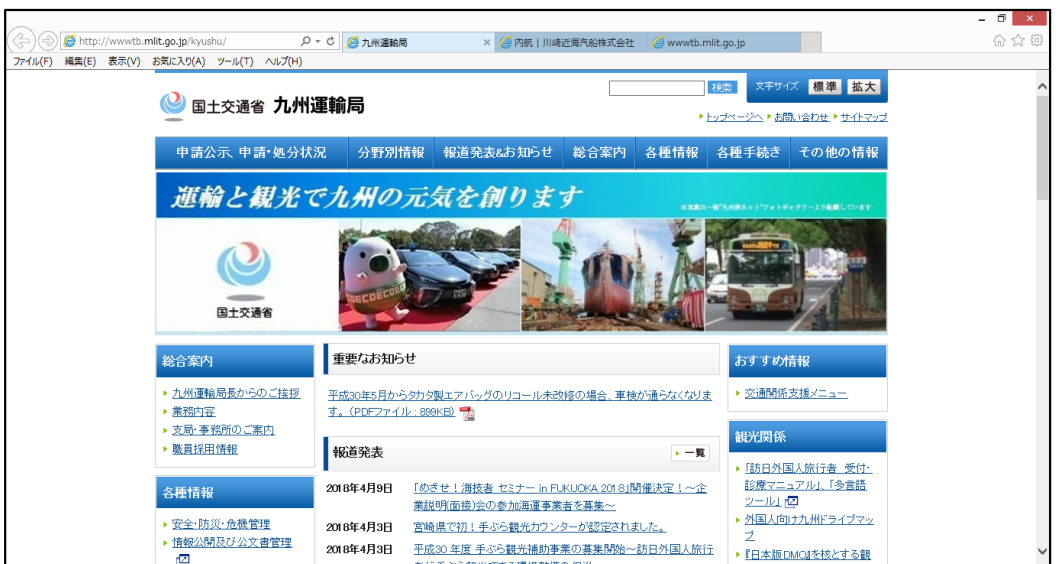 http://wwwtb.mlit.go.jp/kyushu/
九州運輸局
内航 | 川崎近海汽船株式会社
wwwtb.mlit.go.jp
ファイル(F) 編集(E) 表示(V) お気に入り(A) ツール(T) ヘルプ(H)
国土交通省 九州運輸局
検索
文字サイズ 標準 拡大
トップページへ お問い合わせ サイトマップ
申請公示、申請・処分状況 分野別情報 報道発表&お知らせ 総合案内 各種情報 各種手続き その他の情報
運輸と観光で九州の元気を創ります
国土交通省
総合案内
九州運輸局長からのご挨拶
業務内容
支局・事務所のご案内
職員採用情報
各種情報
安全・防災・危機管理
情報公開及び公文書管理
重要なお知らせ
平成30年5月からタカタ製エアバッグのリコール未改修の場合、車検が通らなくなりま
す。(PDFファイル：899KB)
報道発表
一覧
2018年4月9日 「めざせ！海技者 セミナー in FUKUOKA 2018」開催決定！～企
業説明(面接)会の参加海運事業者を募集～
2018年4月3日 宮崎県で初！手ぶら観光カウンターが認定されました。
2018年4月3日 平成30 年度 手ぶら観光補助事業の募集開始～訪日外国人旅行
おすすめ情報
交通関係支援メニュー
観光関係
「訪日外国人旅行者 受付・
診療マニュアル」、「多言語
ツール」
外国人向け九州ドライブマッ
プ
『日本版DMO』を核とする観